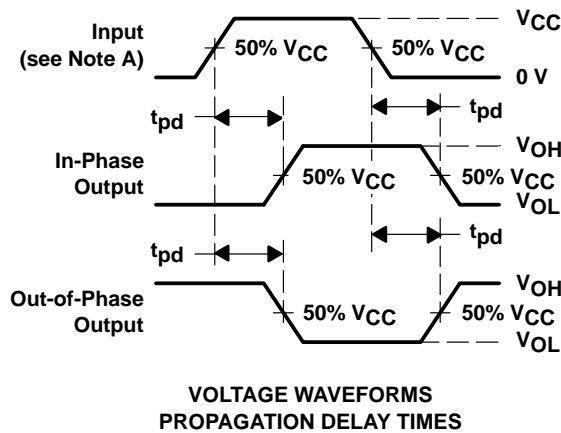 Input
(see Note A)
50% VCC
50% VCC
VCC
0 V
tpd
tpd
In-Phase
Output
50% VCC
VOH
50% VCC
VOL
tpd
tpd
Out-of-Phase
Output
50% VCC
VOH
50% VCC
VOL
VOLTAGE WAVEFORMS
PROPAGATION DELAY TIMES